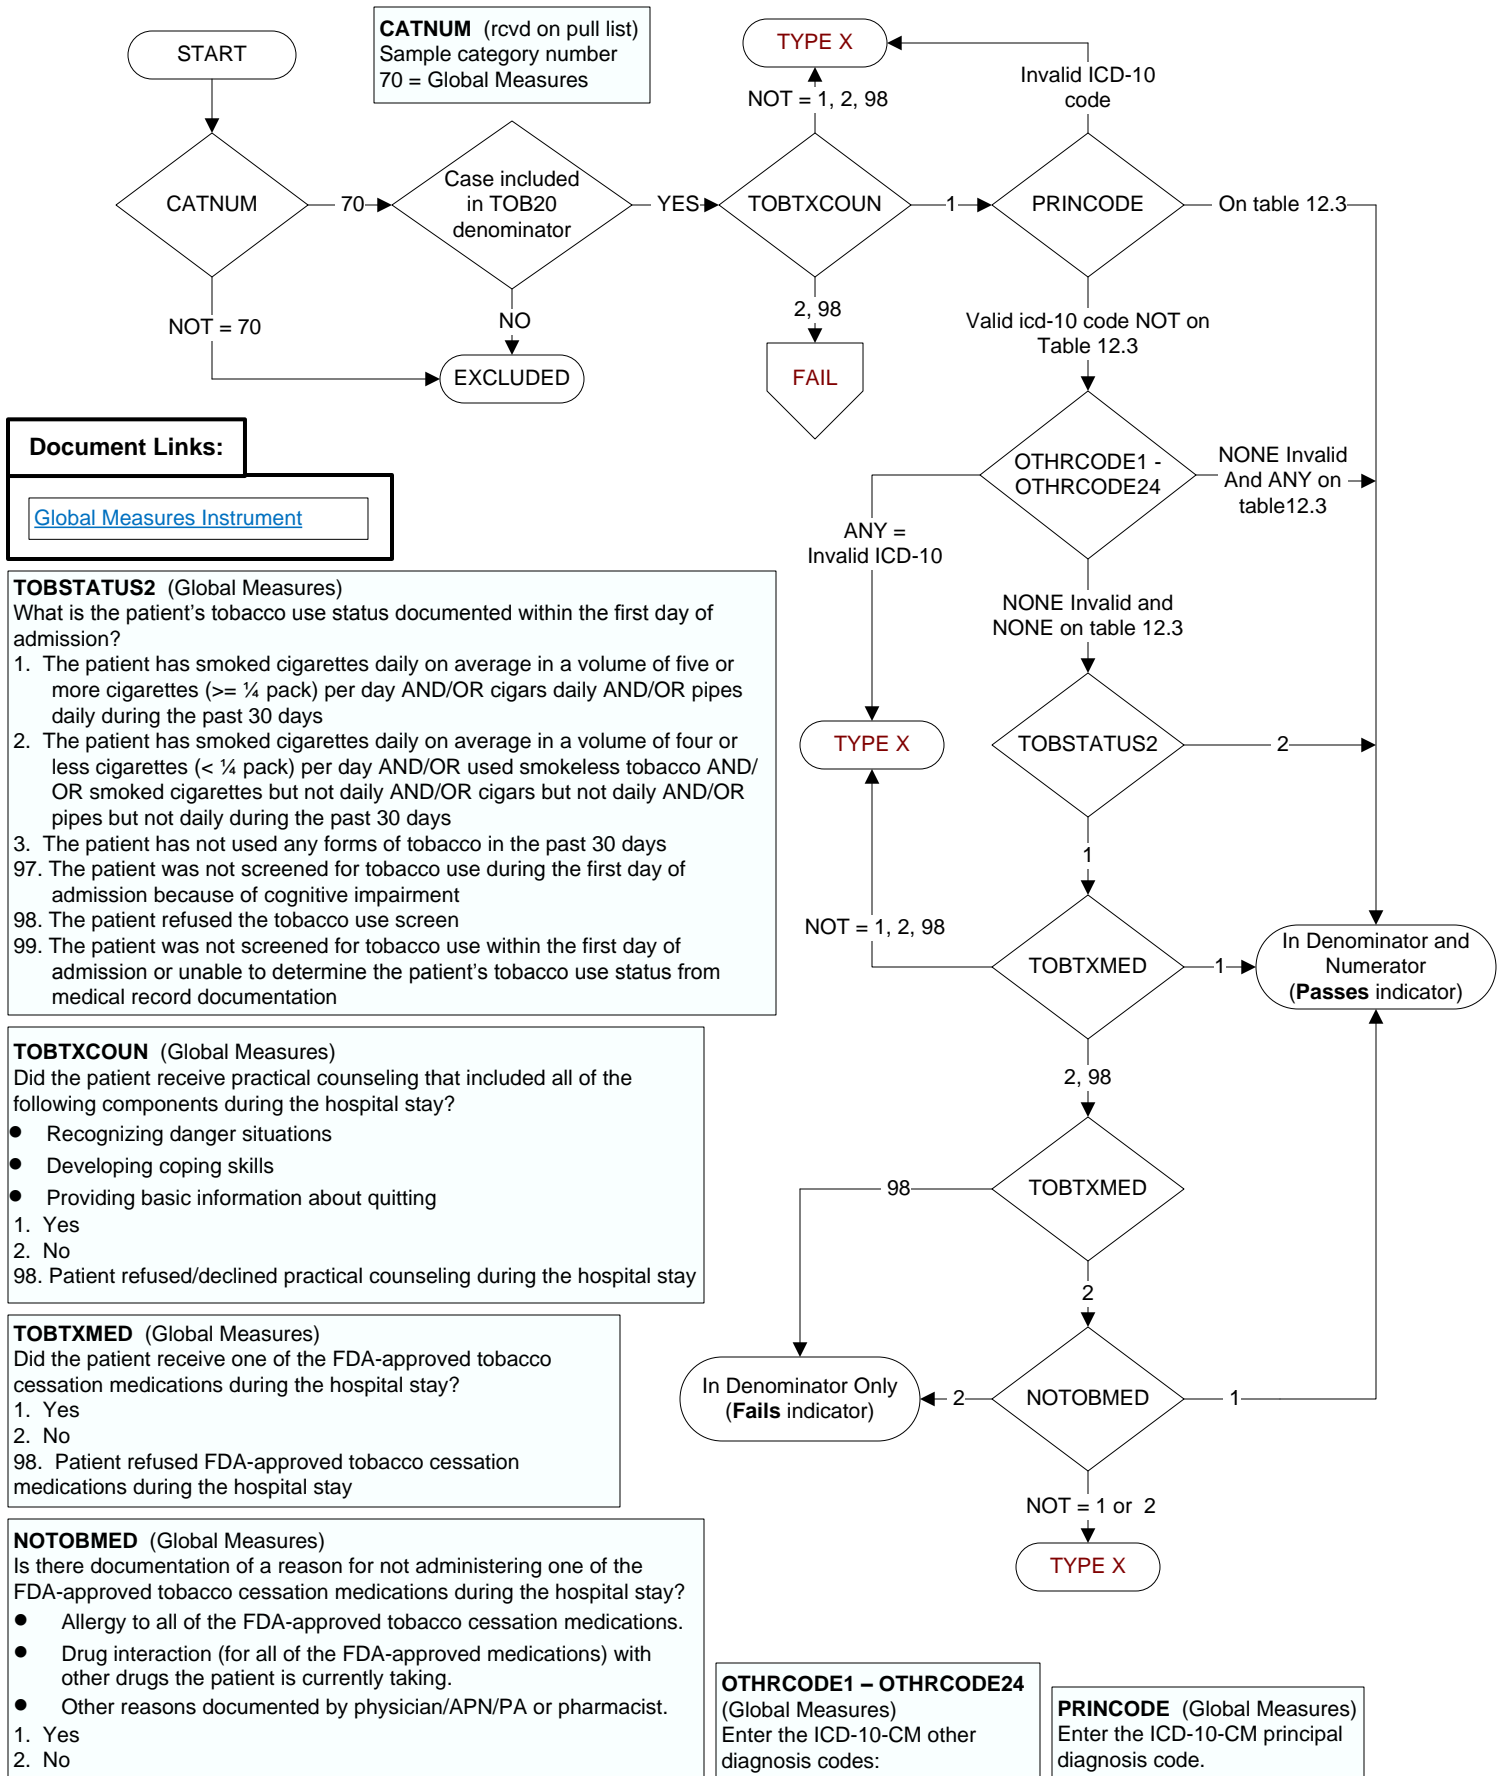 START
CATNUM (rcvd on pull list)
Sample category number
70 = Global Measures
TYPE X
Invalid ICD-10
code
NOT = 1, 2, 98
CATNUM
70
Case included
in TOB20
denominator
YES
TOBTXCOUN
1
PRINCODE
On table 12.3
NOT = 70
NO
2, 98
Valid icd-10 code NOT on
Table 12.3
EXCLUDED
FAIL
Document Links:
Global Measures Instrument
OTHRCODE1 -
OTHRCODE24
NONE Invalid
And ANY on
table12.3
ANY =
Invalid ICD-10
NONE Invalid and
NONE on table 12.3
TYPE X
TOBSTATUS2
2
1
NOT = 1, 2, 98
TOBTXMED
1
In Denominator and
Numerator
(Passes indicator)
2, 98
98
TOBTXMED
2
In Denominator Only
(Fails indicator)
2
NOTOBMED
1
NOT = 1 or 2
TYPE X
TOBSTATUS2 (Global Measures)
What is the patient’s tobacco use status documented within the first day of
admission?
1. The patient has smoked cigarettes daily on average in a volume of five or
more cigarettes (>= ¼ pack) per day AND/OR cigars daily AND/OR pipes
daily during the past 30 days
2. The patient has smoked cigarettes daily on average in a volume of four or
less cigarettes (< ¼ pack) per day AND/OR used smokeless tobacco AND/
OR smoked cigarettes but not daily AND/OR cigars but not daily AND/OR
pipes but not daily during the past 30 days
3. The patient has not used any forms of tobacco in the past 30 days
97. The patient was not screened for tobacco use during the first day of
admission because of cognitive impairment
98. The patient refused the tobacco use screen
99. The patient was not screened for tobacco use within the first day of
admission or unable to determine the patient’s tobacco use status from
medical record documentation
TOBTXCOUN (Global Measures)
Did the patient receive practical counseling that included all of the
following components during the hospital stay?
● Recognizing danger situations
● Developing coping skills
● Providing basic information about quitting
1. Yes
2. No
98. Patient refused/declined practical counseling during the hospital stay
TOBTXMED (Global Measures)
Did the patient receive one of the FDA-approved tobacco
cessation medications during the hospital stay?
1. Yes
2. No
98. Patient refused FDA-approved tobacco cessation
medications during the hospital stay
NOTOBMED (Global Measures)
Is there documentation of a reason for not administering one of the
FDA-approved tobacco cessation medications during the hospital stay?
● Allergy to all of the FDA-approved tobacco cessation medications.
● Drug interaction (for all of the FDA-approved medications) with
other drugs the patient is currently taking.
● Other reasons documented by physician/APN/PA or pharmacist.
1. Yes
2. No
OTHRCODE1 – OTHRCODE24
(Global Measures)
Enter the ICD-10-CM other
diagnosis codes:
PRINCODE (Global Measures)
Enter the ICD-10-CM principal
diagnosis code.